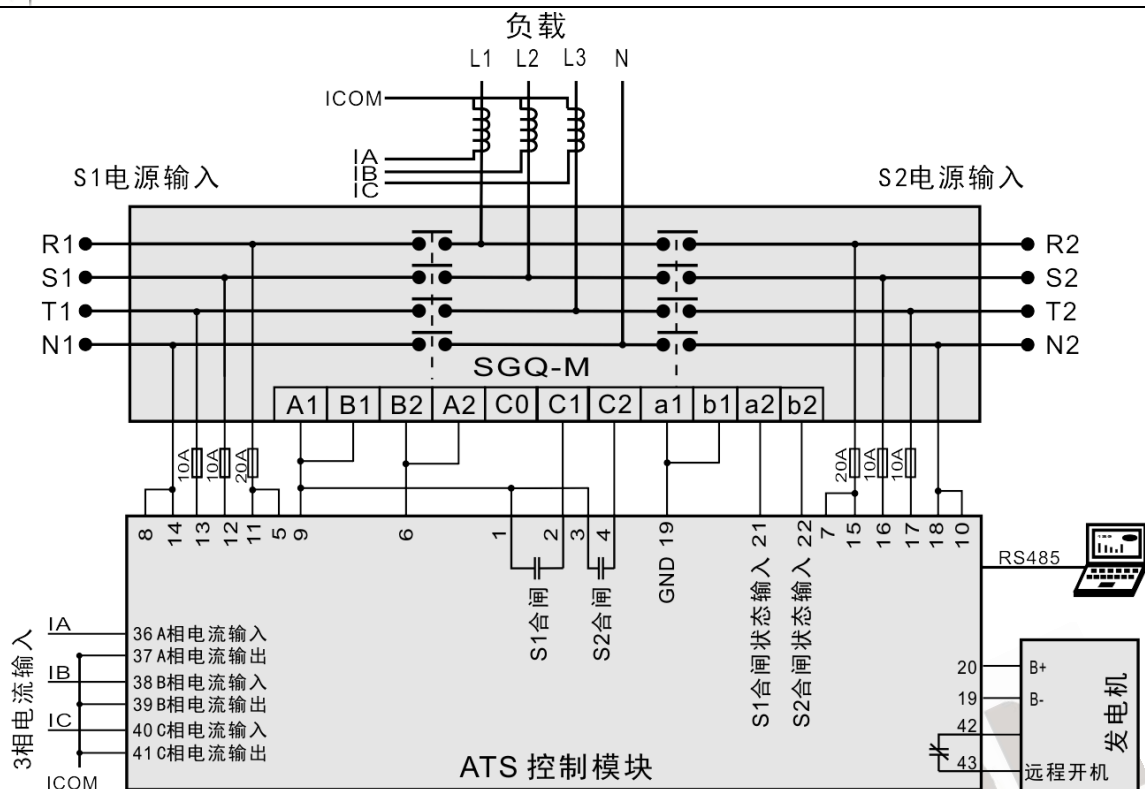 负载
L1 L2 L3 N
ICOM
IA
IB
IC
S1电源输入 S2电源输入
R1 R2
S1 S2
T1 T2
N1 N2
SGQ-M
A1 B1 B2 A2 C0 C1 C2 a1 b1 a2 b2
10A 10A 20A 20A 10A 10A
8 14 13 12 11 5 9 6 1 2 3 4 GND 19 S1合闸状态输入 21 S2合闸状态输入 22 7 15 16 17 18 10
S1合闸 S2合闸
RS485
3相电流输入
IA 36 A相电流输入
37 A相电流输出
IB 38 B相电流输入
39 B相电流输出
IC 40 C相电流输入
41 C相电流输出
ICOM
ATS 控制模块
20 B+
19 B-
42
43 远程开机
发电机